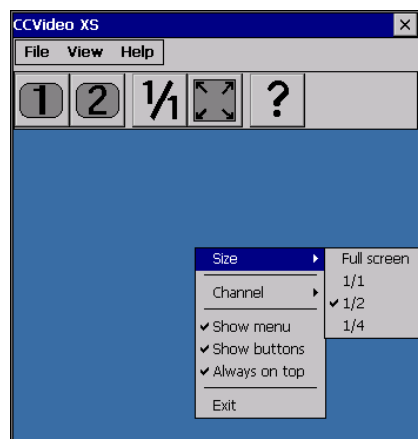 CCVideo XS
File View Help
1 2 1/1 ?
Size
Channel
Show menu
Show buttons
Always on top
Exit
Full screen
1/1
1/2
1/4